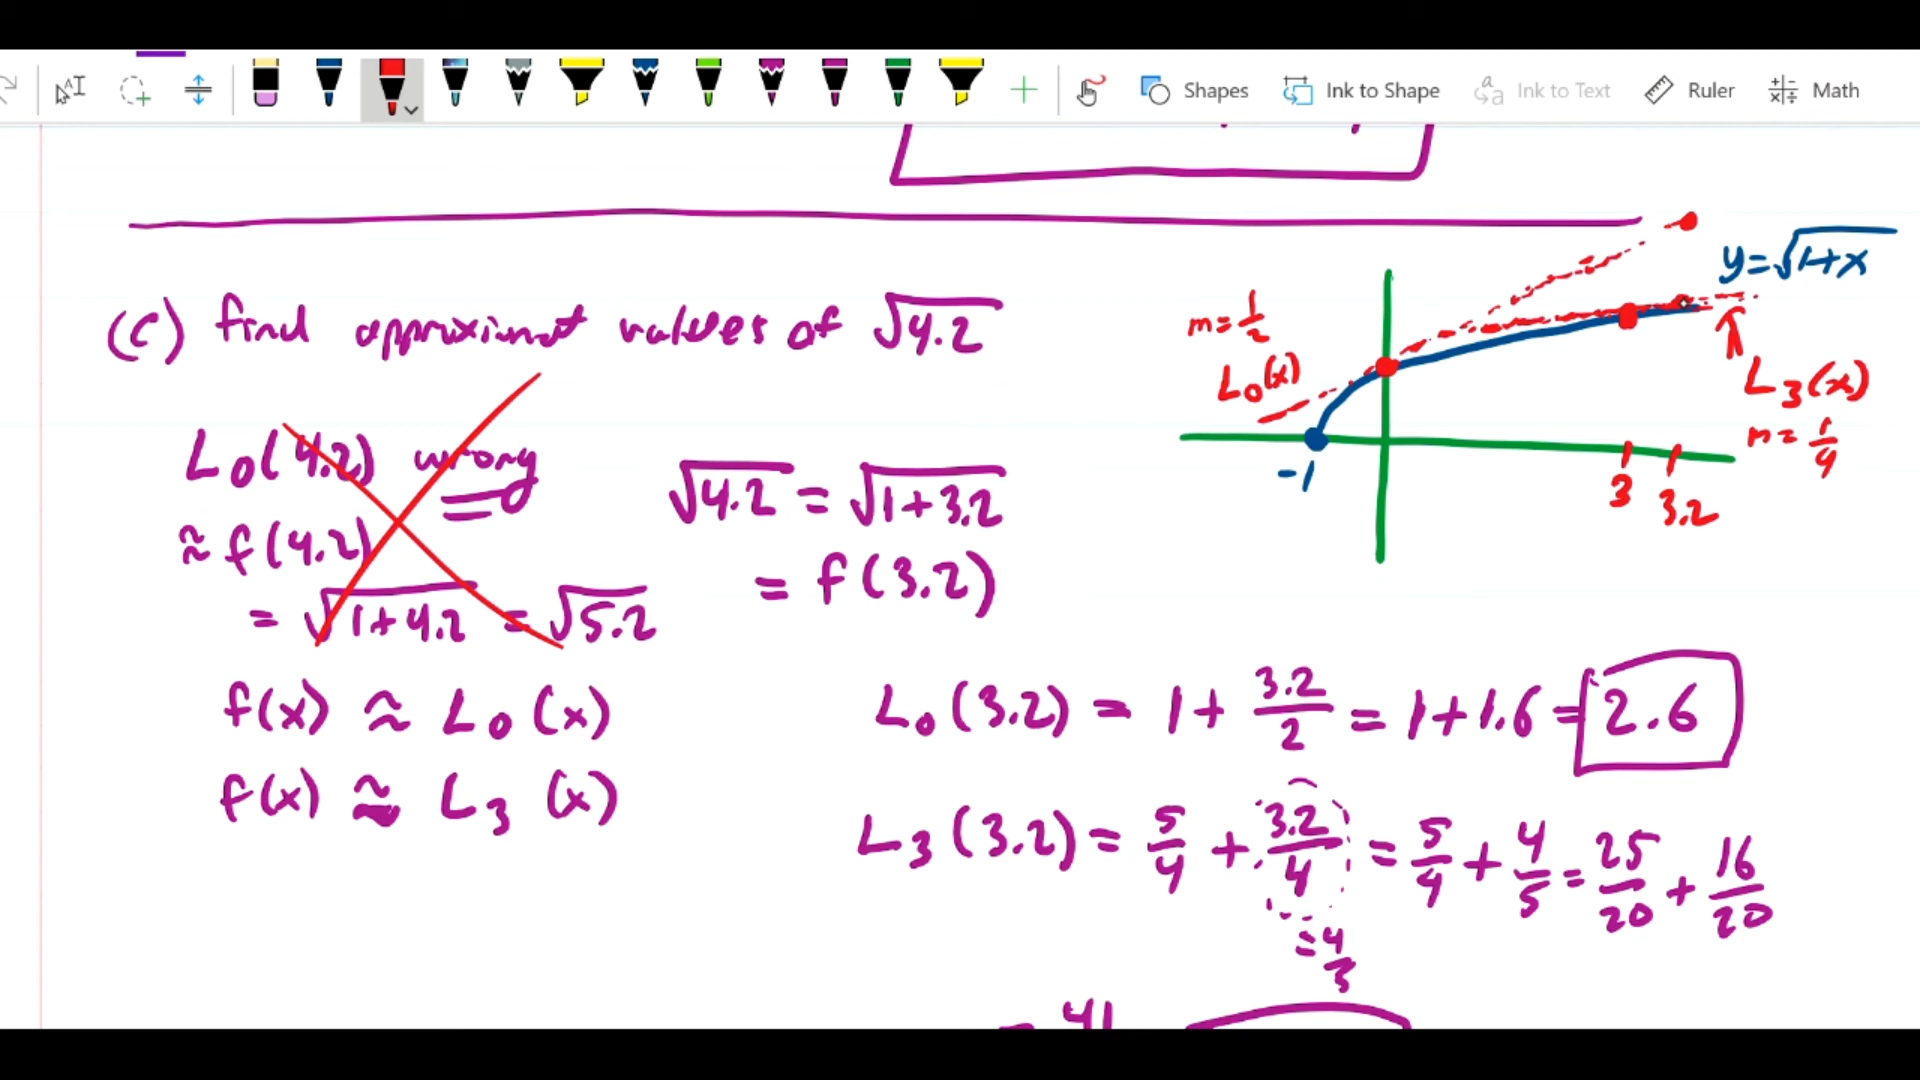 Shapes Ink to Shape Ink to Text Ruler Math
y=√1+x
m=1/2
L₀(x)
L₃(x)
m=1/4
-1
3
3.2
(C) find approximat values of √4.2
L₀(4.2) wrong
≈ f(4.2)
= √1+4.2 = √5.2
√4.2 = √1+3.2
= f(3.2)
f(x) ≈ L₀(x)
f(x) ≈ L₃(x)
L₀(3.2) = 1 + 3.2/2 = 1+1.6 = 2.6
L₃(3.2) = 5/4 + 3.2/4 = 5/4 + 4/5 = 25/20 + 16/20
= 4/5
= 41